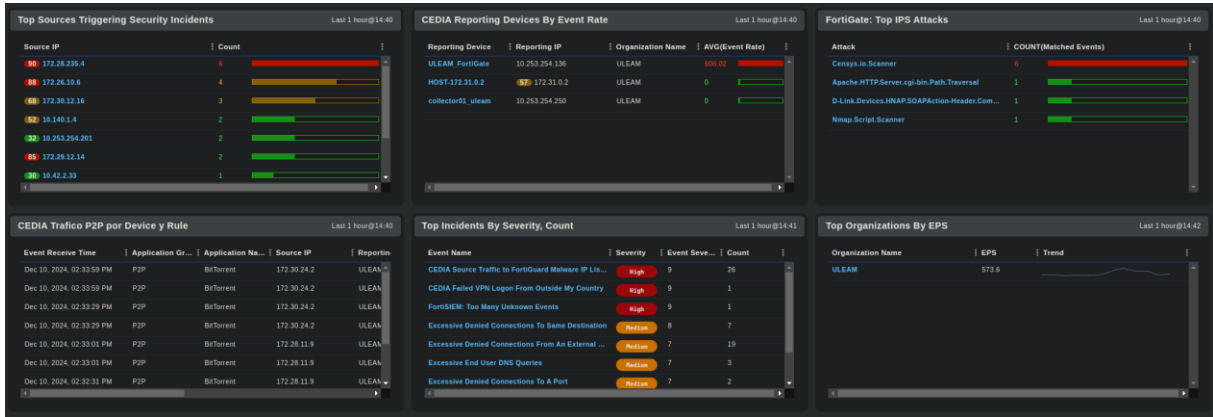 Top Sources Triggering Security Incidents Last 1 hour@14:40
Source IP Count
90 172.28.235.4 6
88 172.26.10.6 4
68 172.30.12.16 3
52 10.140.1.4 2
32 10.253.254.201 2
85 172.29.12.14 2
30 10.42.2.33 1
CEDIA Reporting Devices By Event Rate Last 1 hour@14:40
Reporting Device Reporting IP Organization Name AVG(Event Rate)
ULEAM_FortiGate 10.253.254.136 ULEAM 606.02
HOST-172.31.0.2 57 172.31.0.2 ULEAM 0
collector01_uleam 10.253.254.250 ULEAM 0
FortiGate: Top IPS Attacks Last 1 hour@14:40
Attack COUNT(Matched Events)
Censys.io.Scanner 6
Apache.HTTP.Server.cgi-bin.Path.Traversal 1
D-Link.Devices.HNAP.SOAPAction-Header.Com... 1
Nmap.Script.Scanner 1
CEDIA Trafico P2P por Device y Rule Last 1 hour@14:40
Event Receive Time Application Gr... Application Na... Source IP Reportin
Dec 10, 2024, 02:33:59 PM P2P BitTorrent 172.30.24.2 ULEAM
Dec 10, 2024, 02:33:59 PM P2P BitTorrent 172.30.24.2 ULEAM
Dec 10, 2024, 02:33:29 PM P2P BitTorrent 172.30.24.2 ULEAM
Dec 10, 2024, 02:33:29 PM P2P BitTorrent 172.30.24.2 ULEAM
Dec 10, 2024, 02:33:01 PM P2P BitTorrent 172.28.11.9 ULEAM
Dec 10, 2024, 02:33:01 PM P2P BitTorrent 172.28.11.9 ULEAM
Dec 10, 2024, 02:32:31 PM P2P BitTorrent 172.28.11.9 ULEAM
Top Incidents By Severity, Count Last 1 hour@14:41
Event Name Severity Event Seve... Count
CEDIA Source Traffic to FortiGuard Malware IP Lis... High 9 26
CEDIA Failed VPN Logon From Outside My Country High 9 1
FortiSIEM: Too Many Unknown Events High 9 1
Excessive Denied Connections To Same Destination Medium 8 7
Excessive Denied Connections From An External ... Medium 7 19
Excessive End User DNS Queries Medium 7 3
Excessive Denied Connections To A Port Medium 7 2
Top Organizations By EPS Last 1 hour@14:42
Organization Name EPS Trend
ULEAM 573.6